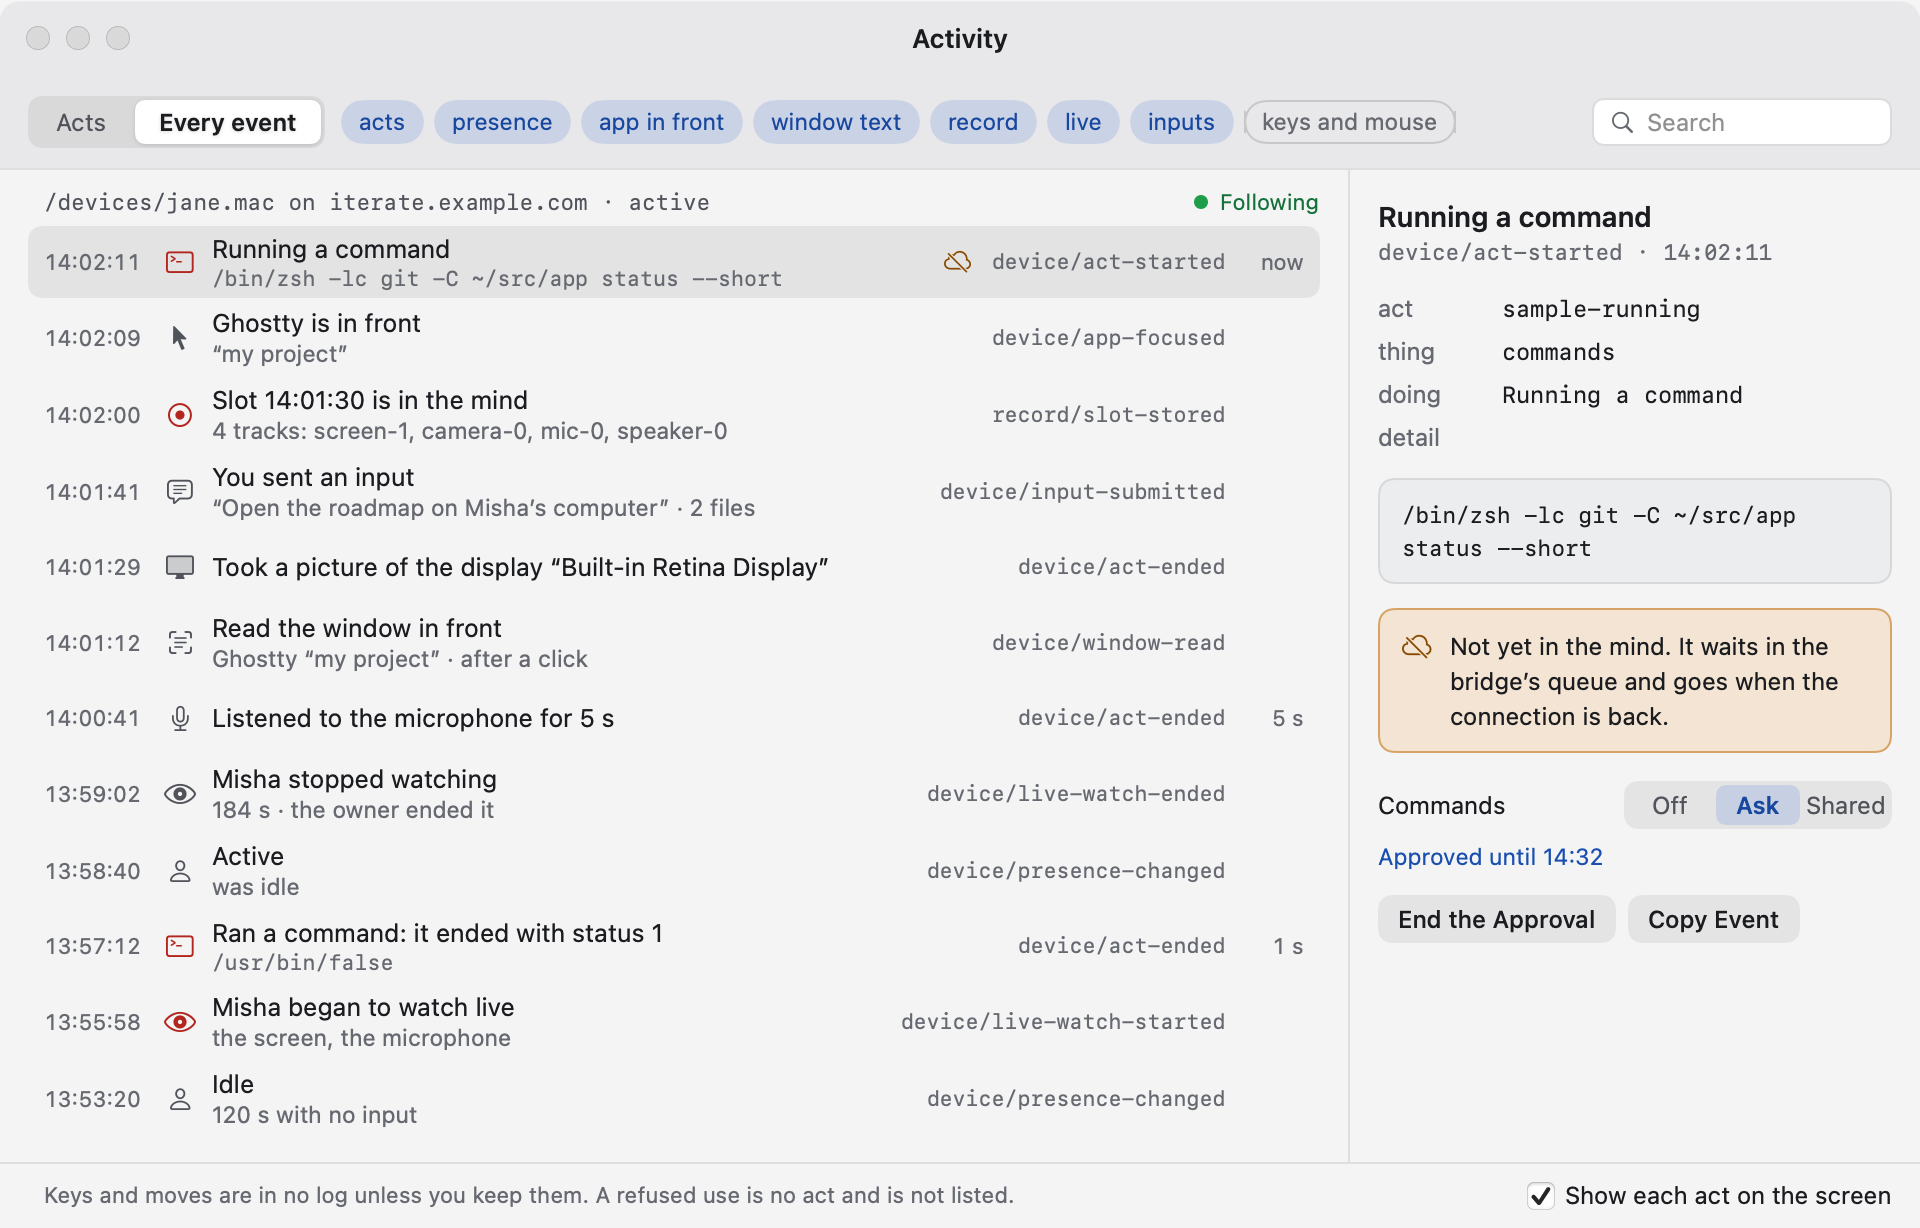 Activity
Acts
Every event
acts
presence
app in front
window text
record
live
inputs
keys and mouse
Search
/devices/jane.mac on iterate.example.com · active
Following
14:02:11
Running a command
/bin/zsh -lc git -C ~/src/app status --short
device/act-started
now
14:02:09
Ghostty is in front
“my project”
device/app-focused
14:02:00
Slot 14:01:30 is in the mind
4 tracks: screen-1, camera-0, mic-0, speaker-0
record/slot-stored
14:01:41
You sent an input
“Open the roadmap on Misha’s computer” · 2 files
device/input-submitted
14:01:29
Took a picture of the display “Built-in Retina Display”
device/act-ended
14:01:12
Read the window in front
Ghostty “my project” · after a click
device/window-read
14:00:41
Listened to the microphone for 5 s
device/act-ended
5 s
13:59:02
Misha stopped watching
184 s · the owner ended it
device/live-watch-ended
13:58:40
Active
was idle
device/presence-changed
13:57:12
Ran a command: it ended with status 1
/usr/bin/false
device/act-ended
1 s
13:55:58
Misha began to watch live
the screen, the microphone
device/live-watch-started
13:53:20
Idle
120 s with no input
device/presence-changed
Running a command
device/act-started · 14:02:11
act sample-running
thing commands
doing Running a command
detail
/bin/zsh -lc git -C ~/src/app
status --short
Not yet in the mind. It waits in the
bridge’s queue and goes when the
connection is back.
Commands
Off
Ask
Shared
Approved until 14:32
End the Approval
Copy Event
Keys and moves are in no log unless you keep them. A refused use is no act and is not listed.
Show each act on the screen